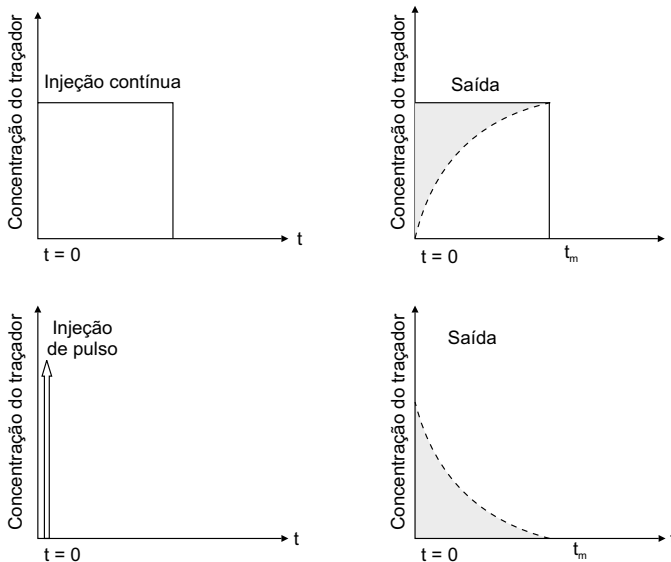 Concentração do traçador
Injeção contínua
t = 0
t
Concentração do traçador
Saída
t = 0
tₘ
Concentração do traçador
Injeção
de pulso
t = 0
t
Concentração do traçador
Saída
t = 0
tₘ